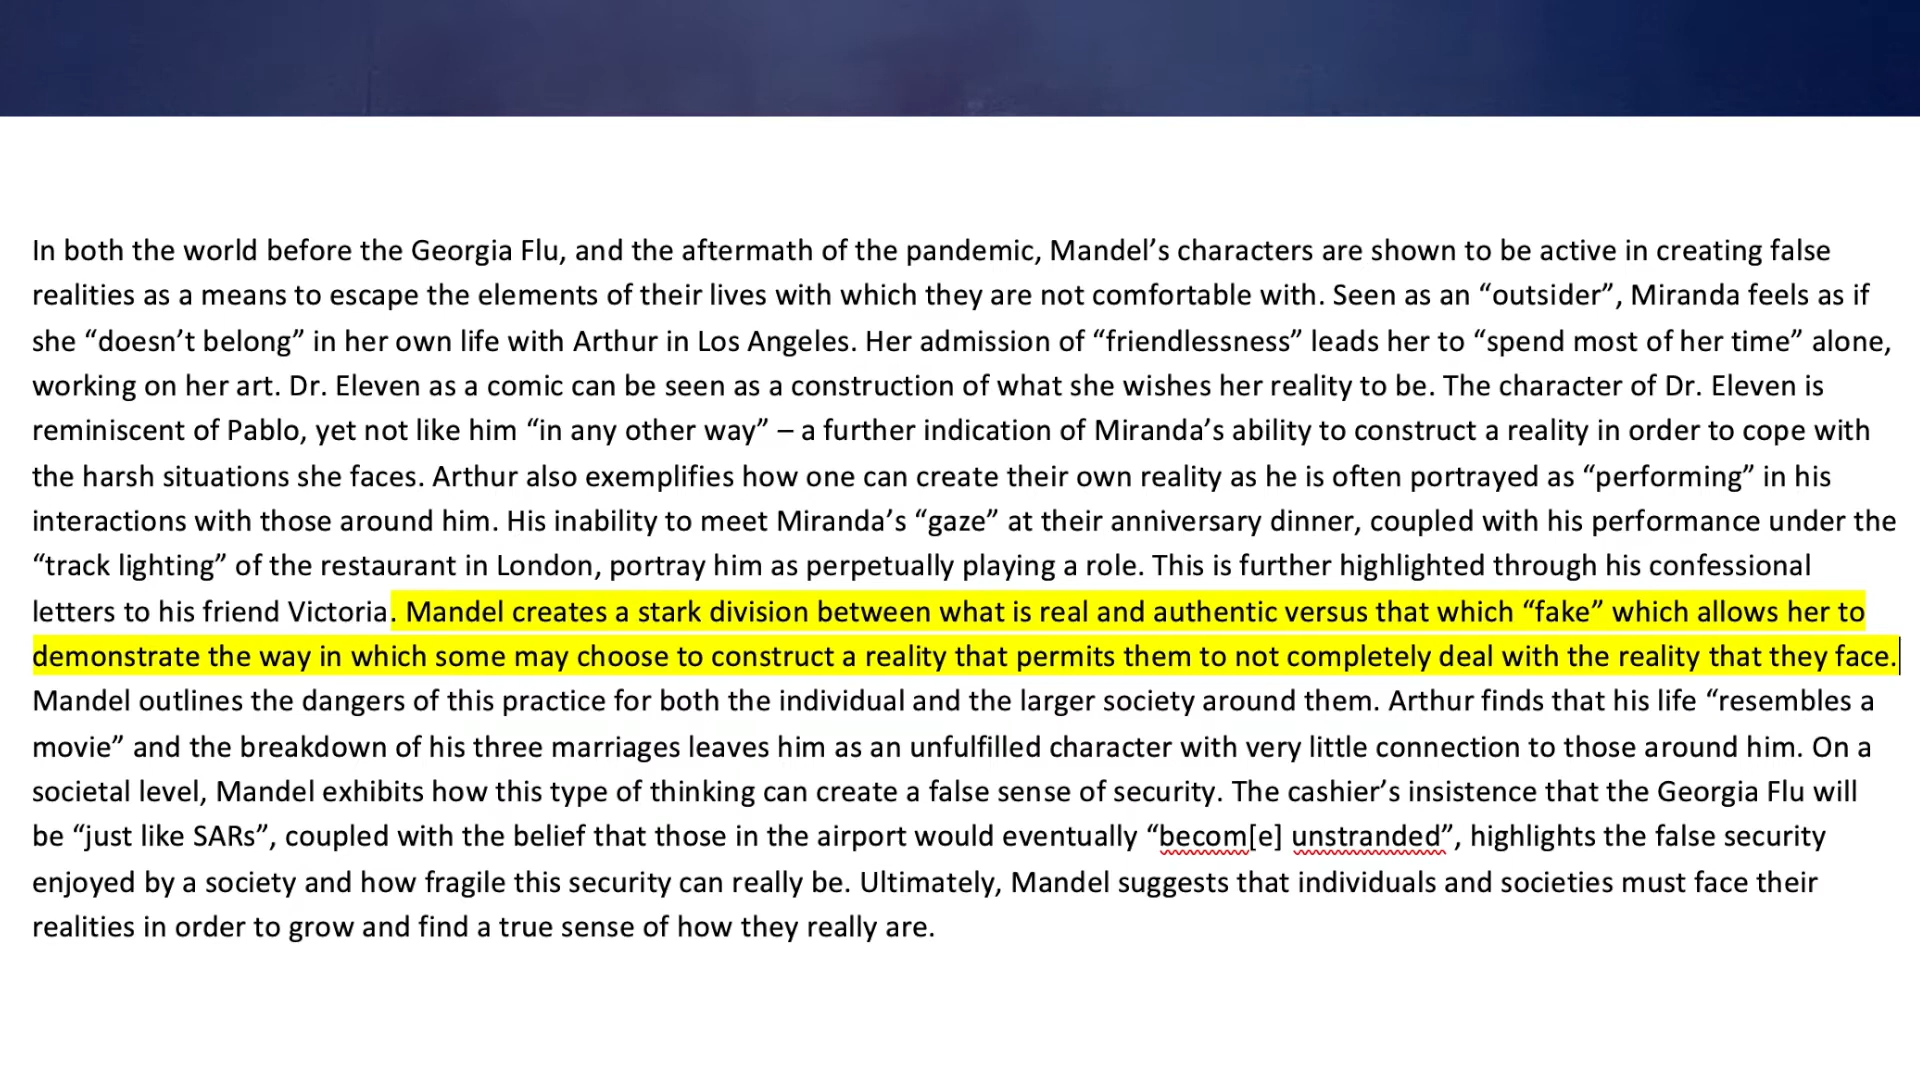 In both the world before the Georgia Flu, and the aftermath of the pandemic, Mandel’s characters are shown to be active in creating false
realities as a means to escape the elements of their lives with which they are not comfortable with. Seen as an “outsider”, Miranda feels as if
she “doesn’t belong” in her own life with Arthur in Los Angeles. Her admission of “friendlessness” leads her to “spend most of her time” alone,
working on her art. Dr. Eleven as a comic can be seen as a construction of what she wishes her reality to be. The character of Dr. Eleven is
reminiscent of Pablo, yet not like him “in any other way” – a further indication of Miranda’s ability to construct a reality in order to cope with
the harsh situations she faces. Arthur also exemplifies how one can create their own reality as he is often portrayed as “performing” in his
interactions with those around him. His inability to meet Miranda’s “gaze” at their anniversary dinner, coupled with his performance under the
“track lighting” of the restaurant in London, portray him as perpetually playing a role. This is further highlighted through his confessional
letters to his friend Victoria. Mandel creates a stark division between what is real and authentic versus that which “fake” which allows her to
demonstrate the way in which some may choose to construct a reality that permits them to not completely deal with the reality that they face.
Mandel outlines the dangers of this practice for both the individual and the larger society around them. Arthur finds that his life “resembles a
movie” and the breakdown of his three marriages leaves him as an unfulfilled character with very little connection to those around him. On a
societal level, Mandel exhibits how this type of thinking can create a false sense of security. The cashier’s insistence that the Georgia Flu will
be “just like SARs”, coupled with the belief that those in the airport would eventually “becom[e] unstranded”, highlights the false security
enjoyed by a society and how fragile this security can really be. Ultimately, Mandel suggests that individuals and societies must face their
realities in order to grow and find a true sense of how they really are.